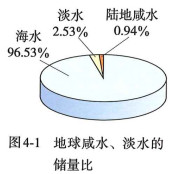 淡水
2.53%
陆地咸水
0.94%
海水
96.53%
图4-1 地球咸水、淡水的
储量比